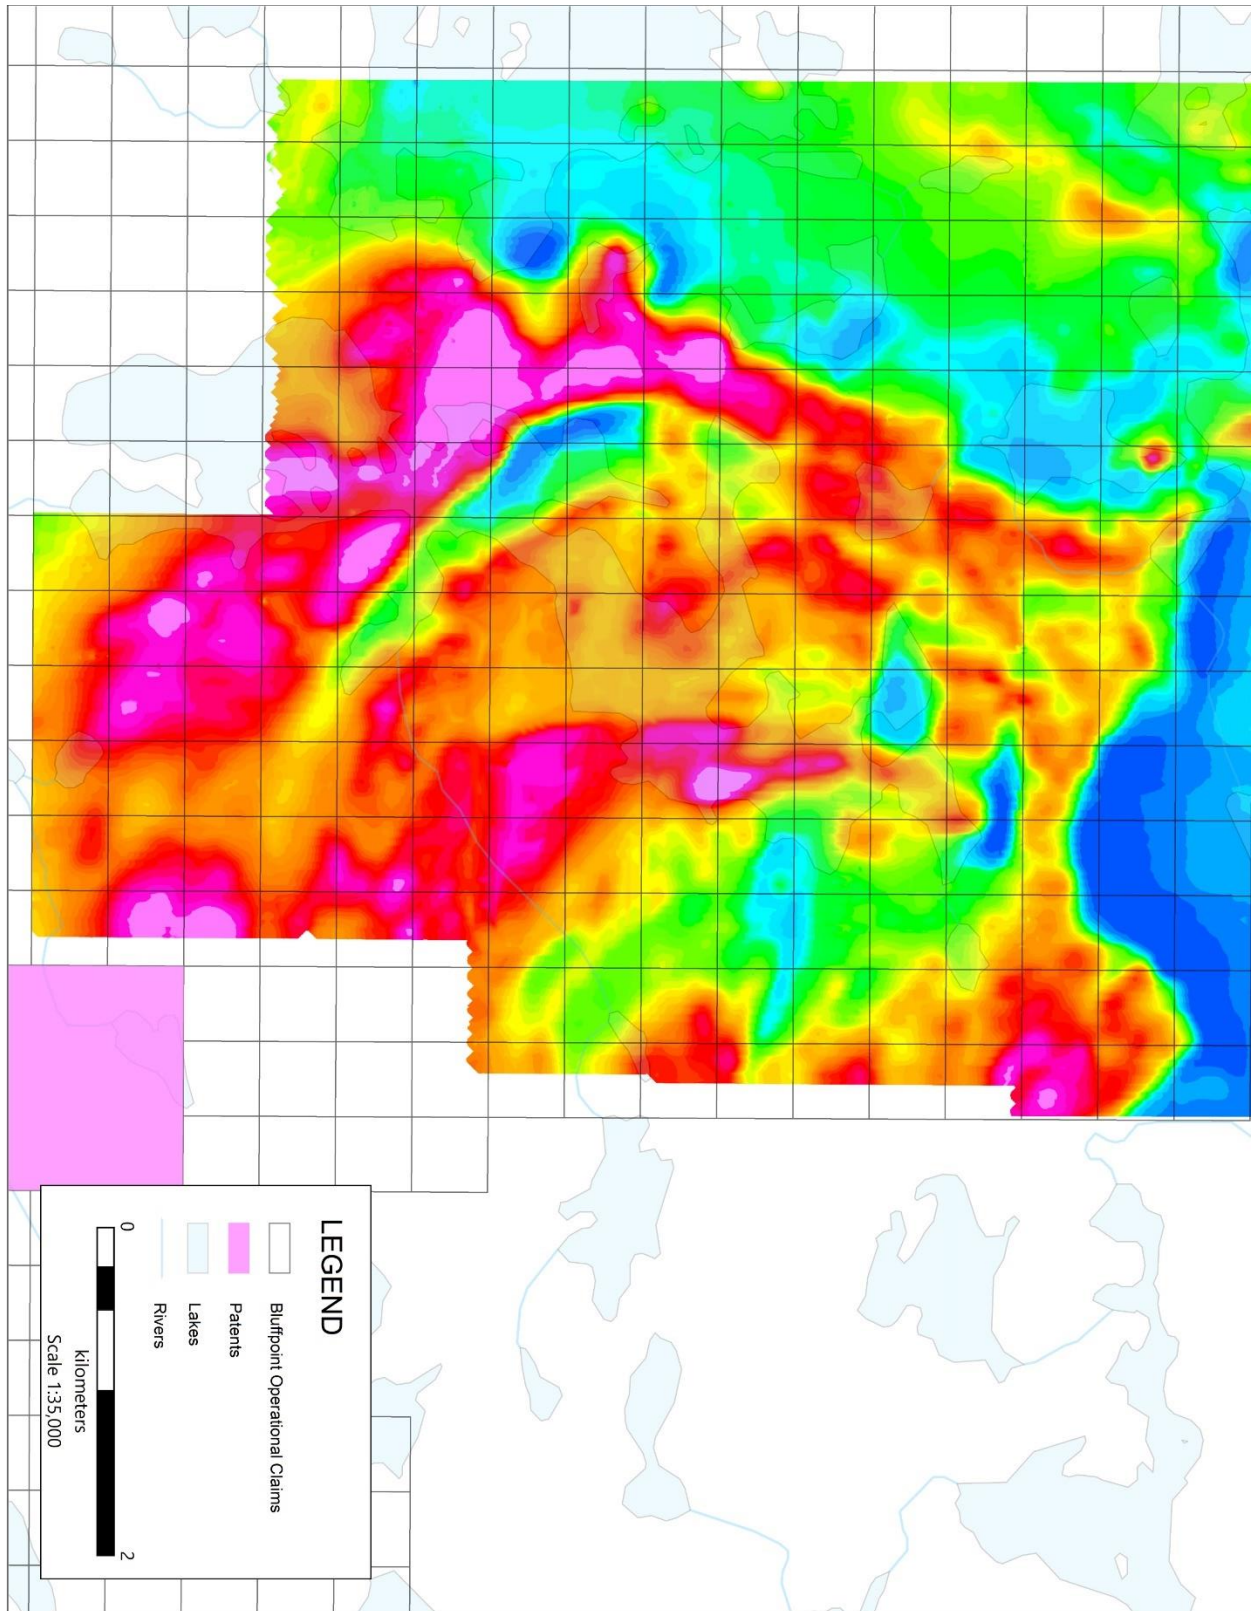 LEGEND
Bluffpoint Operational Claims
Patents
Lakes
Rivers
0 2
kilometers
Scale 1:35,000